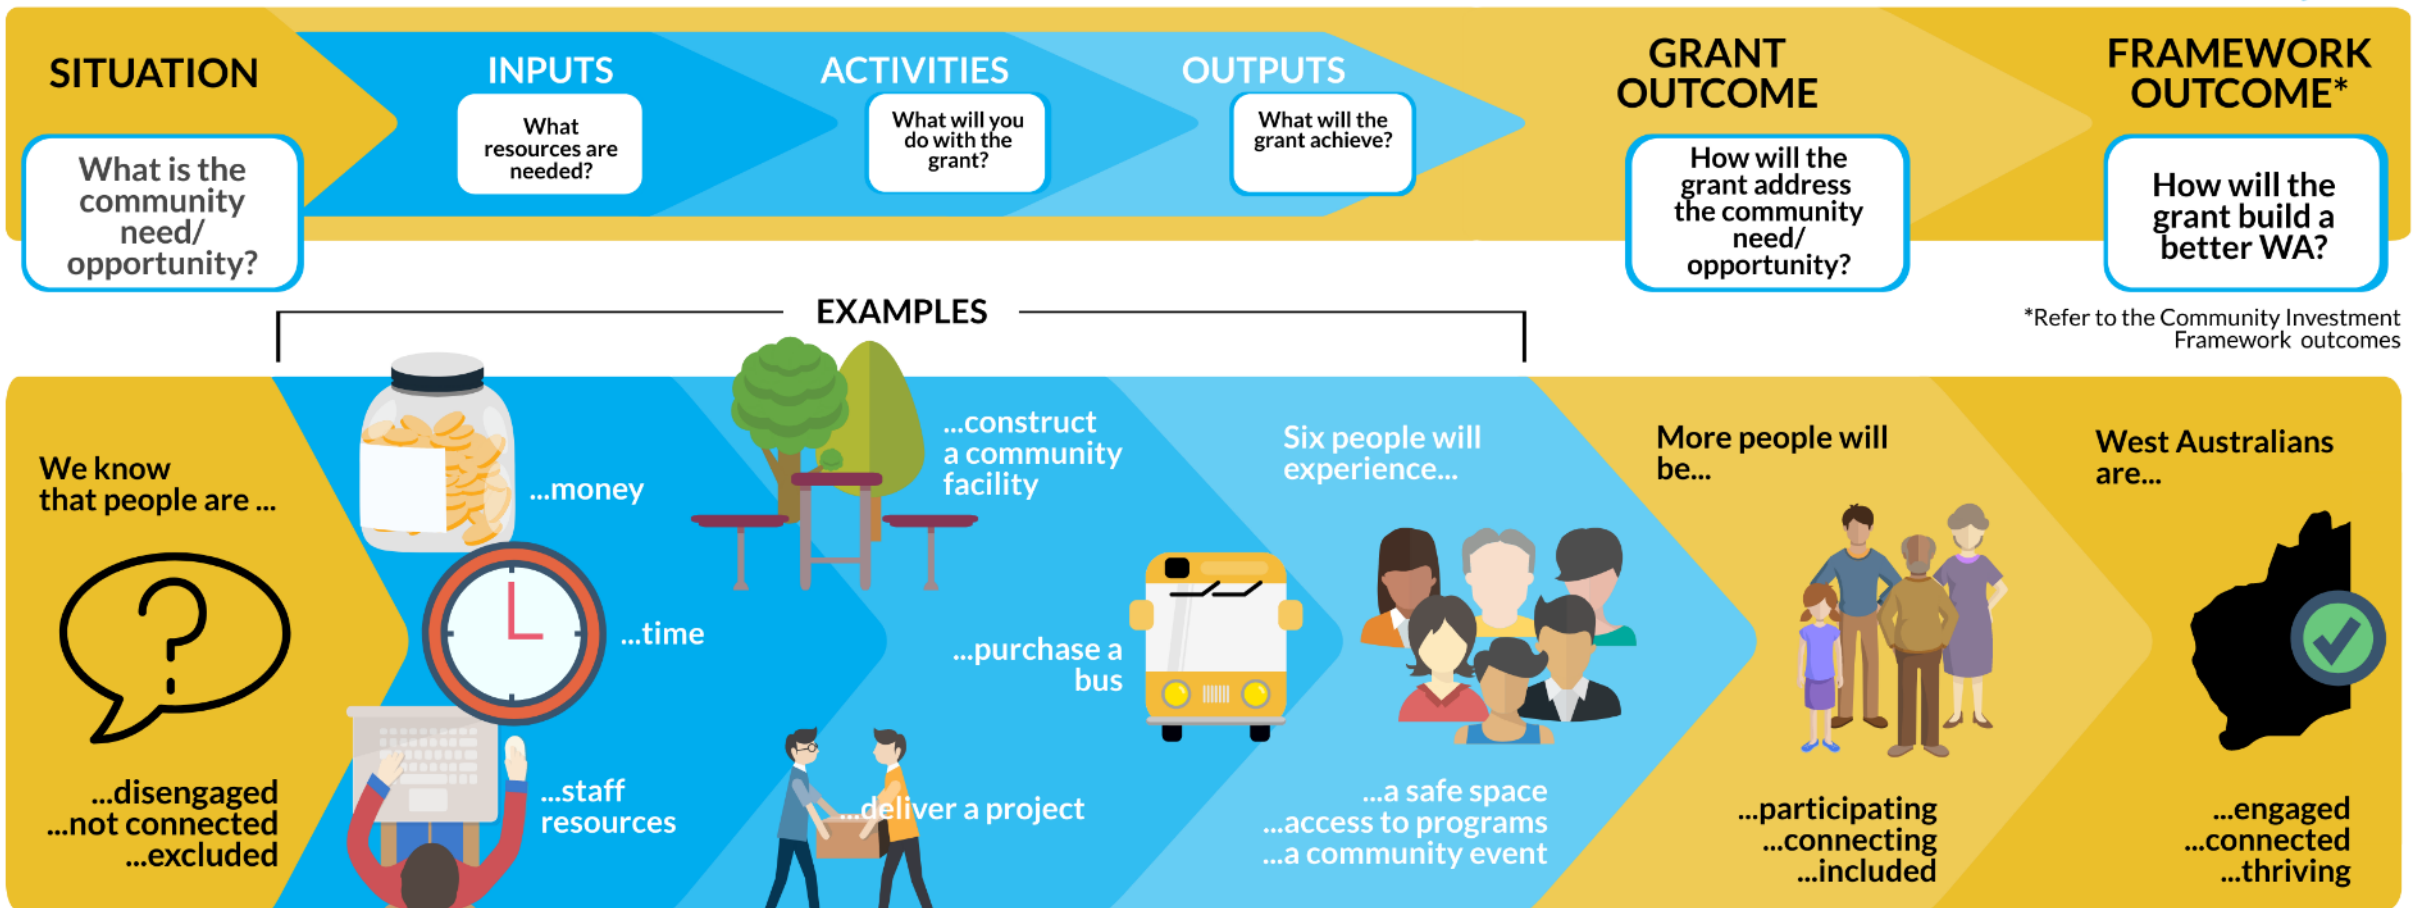 SITUATION
What is the
community
need/
opportunity?
INPUTS
What
resources are
needed?
ACTIVITIES
What will you
do with the
grant?
OUTPUTS
What will the
grant achieve?
GRANT
OUTCOME
How will the
grant address
the community
need/
opportunity?
FRAMEWORK
OUTCOME*
How will the
grant build a
better WA?
*Refer to the Community Investment
Framework outcomes
EXAMPLES
We know
that people are ...
...disengaged
...not connected
...excluded
...money
...time
...staff
resources
...construct
a community
facility
...purchase a
bus
...deliver a project
Six people will
experience...
...a safe space
...access to programs
...a community event
More people will
be...
...participating
...connecting
...included
West Australians
are...
...engaged
...connected
...thriving